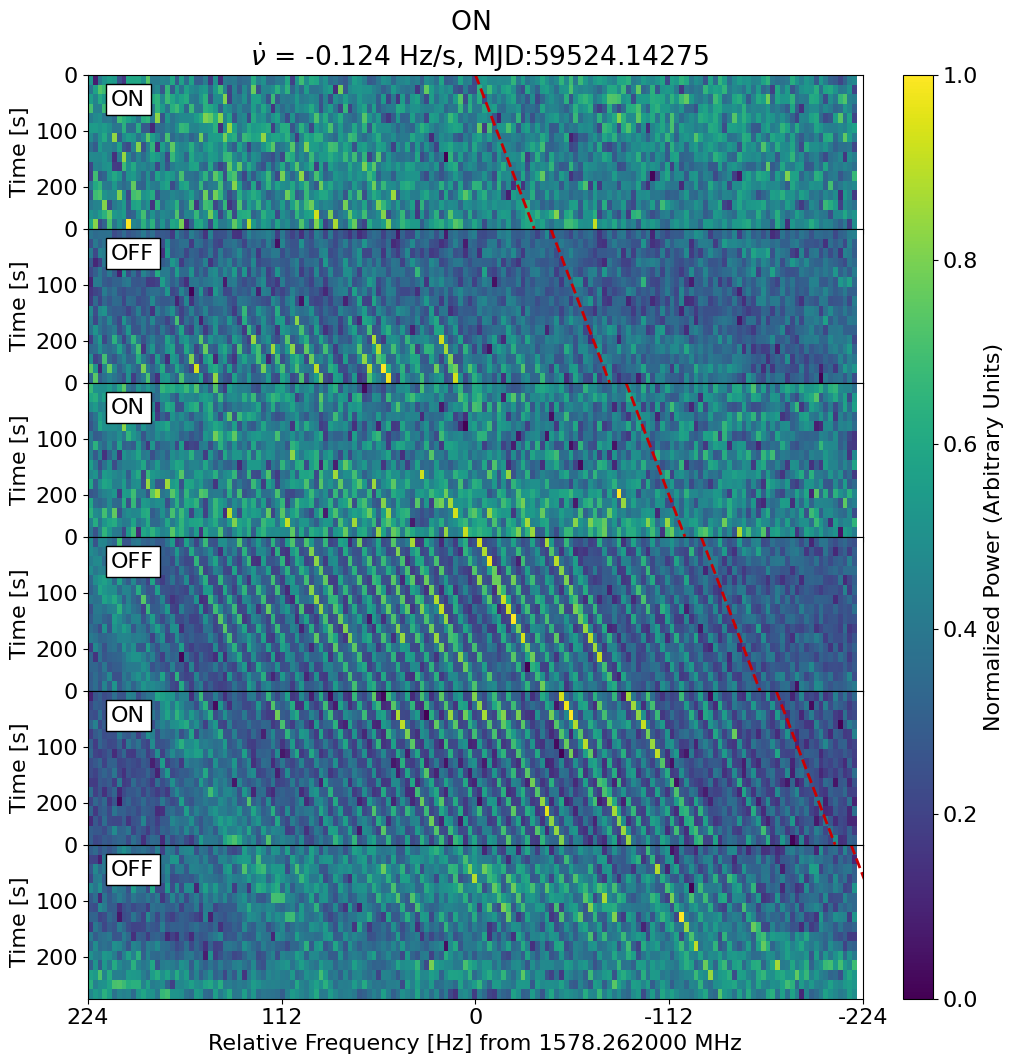 ON
ν̇ = -0.124 Hz/s, MJD:59524.14275
Time [s]
0
100
200
ON
Time [s]
0
100
200
OFF
Time [s]
0
100
200
ON
Time [s]
0
100
200
OFF
Time [s]
0
100
200
ON
Time [s]
0
100
200
OFF
224 112 0 -112 -224
Relative Frequency [Hz] from 1578.262000 MHz
1.0
0.8
0.6
0.4
0.2
0.0
Normalized Power (Arbitrary Units)